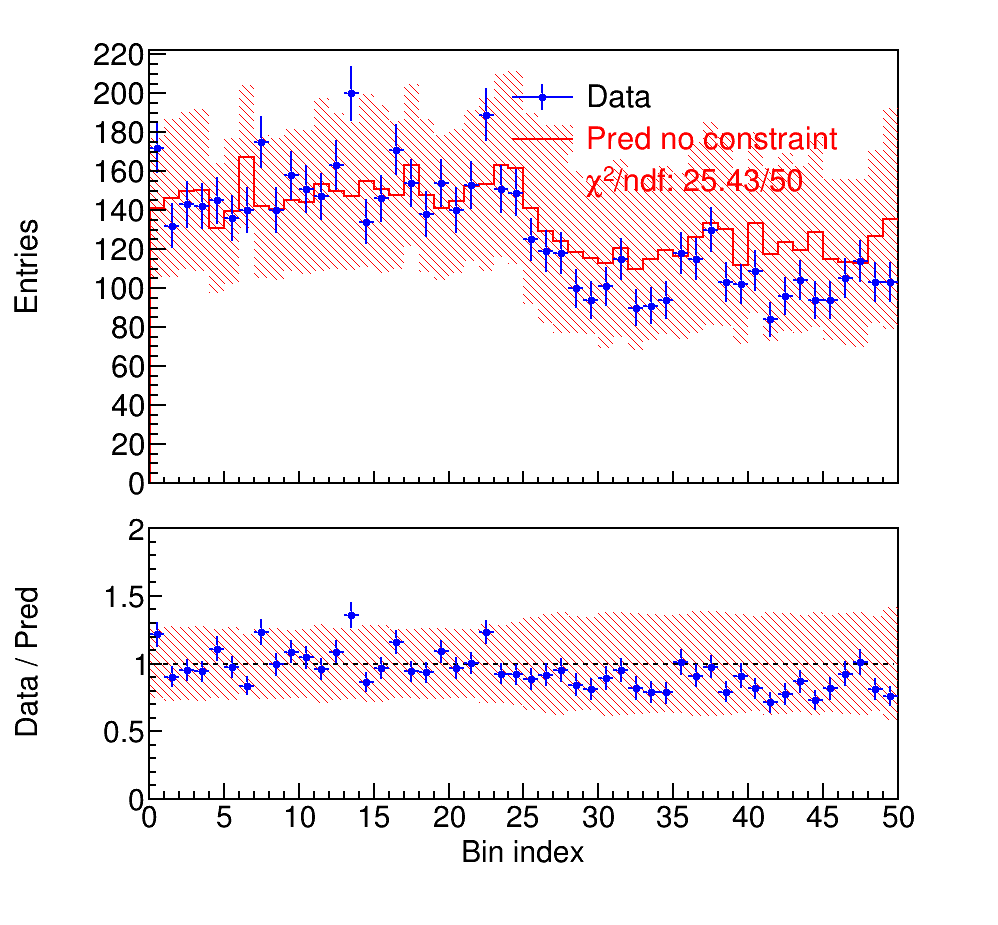 220
200
180
160
140
120
100
80
60
40
20
0
Entries
Data
Pred no constraint
χ²/ndf: 25.43/50
2
1.5
1
0.5
0
Data / Pred
0 5 10 15 20 25 30 35 40 45 50
Bin index